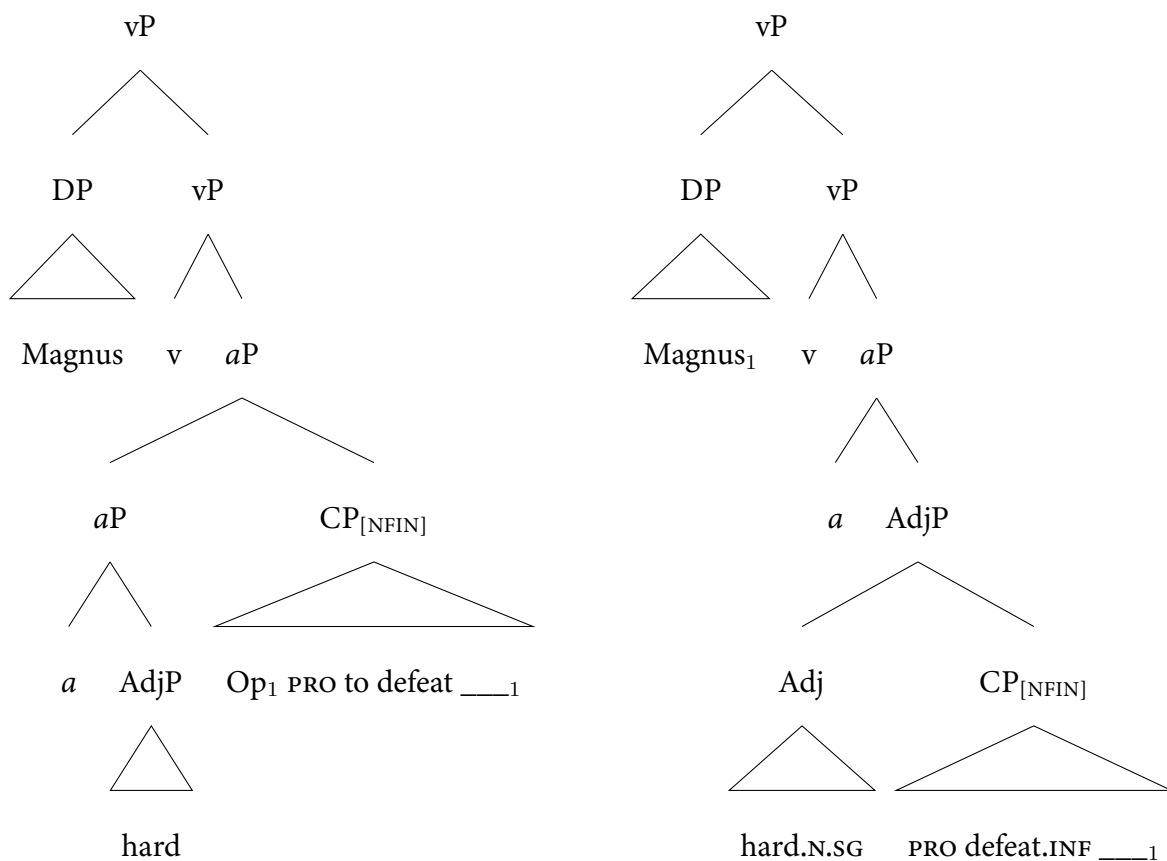 vP vP
DP vP DP vP
Magnus v aP Magnus₁ v aP
aP CP[NFIN] a AdjP
a AdjP Op₁ PRO to defeat ___₁ Adj CP[NFIN]
hard hard.N.SG PRO defeat.INF ___₁